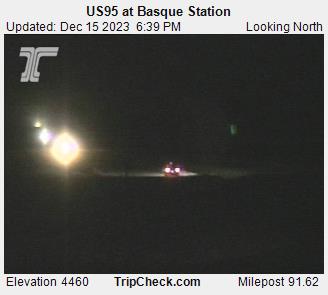 US95 at Basque Station
Updated: Dec 15 2023 6:39 PM Looking North
Elevation 4460 TripCheck.com Milepost 91.62